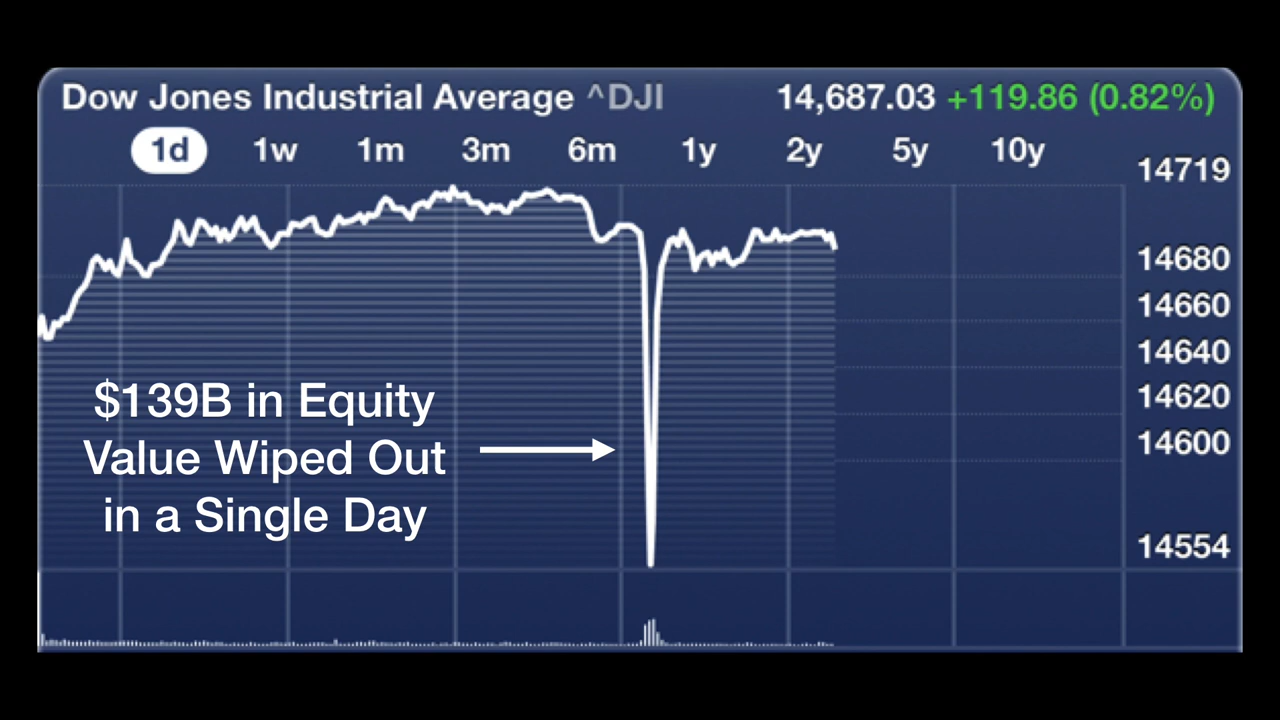 Dow Jones Industrial Average ^DJI 14,687.03 +119.86 (0.82%)
1d 1w 1m 3m 6m 1y 2y 5y 10y
14719
14680
14660
14640
14620
14600
14554
$139B in Equity
Value Wiped Out
in a Single Day